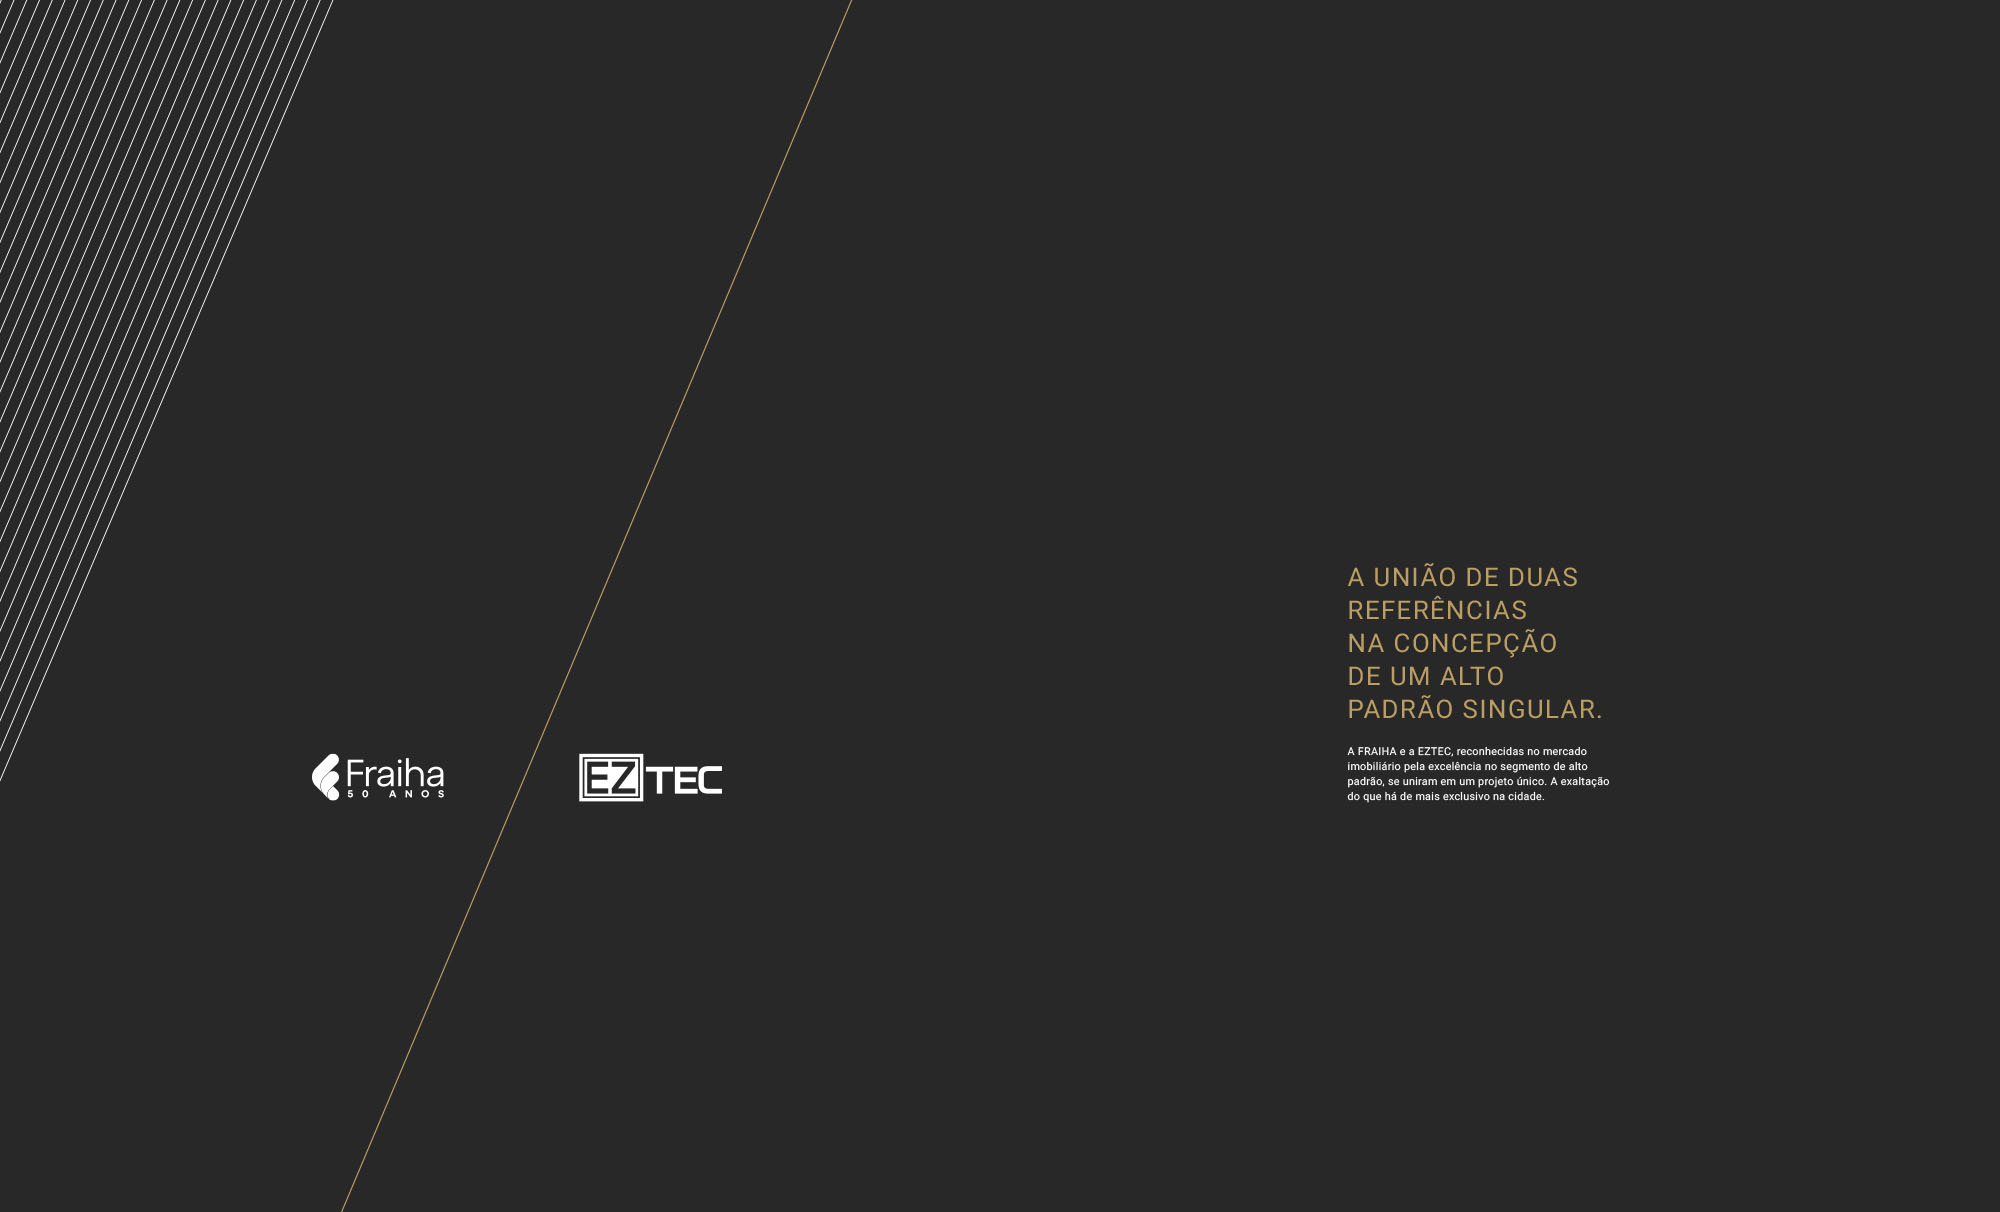 Fraiha
50 ANOS
EZTEC
A UNIÃO DE DUAS
REFERÊNCIAS
NA CONCEPÇÃO
DE UM ALTO
PADRÃO SINGULAR.
A FRAIHA e a EZTEC, reconhecidas no mercado
imobiliário pela excelência no segmento de alto
padrão, se uniram em um projeto único. A exaltação
do que há de mais exclusivo na cidade.